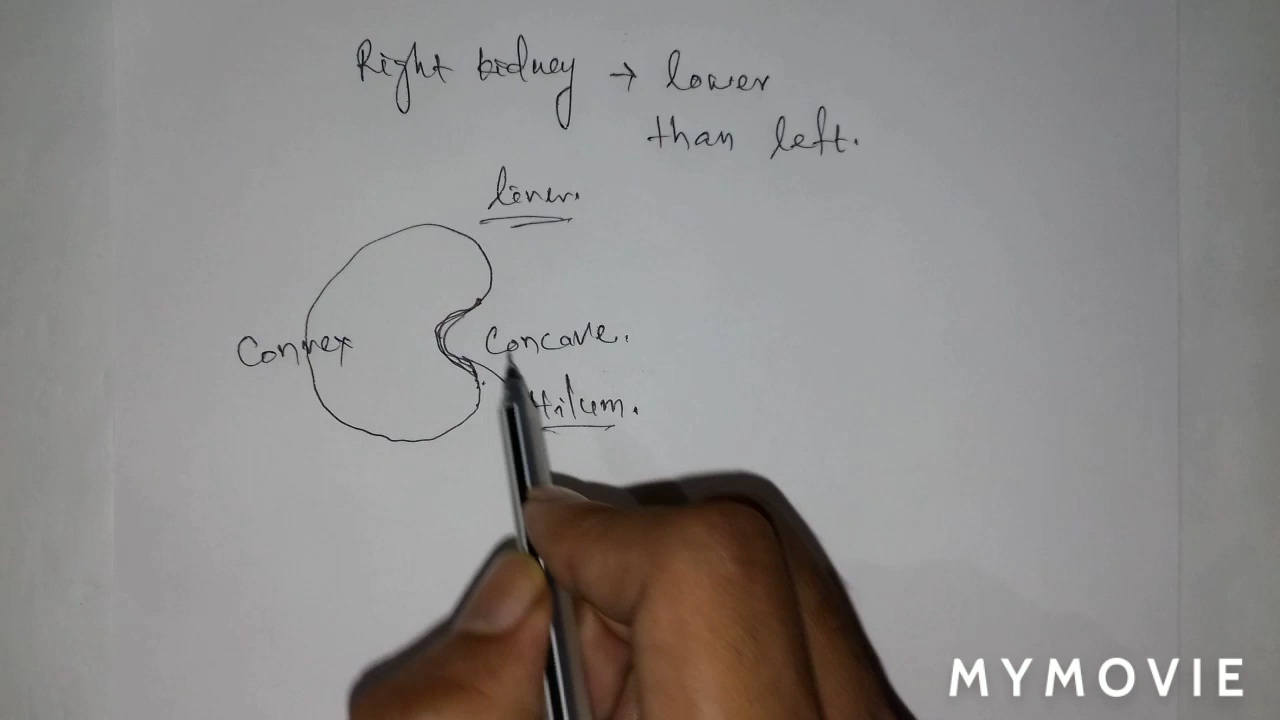 Right kidney → lower
than left.
liver.
Convex
Concave.
Hilum.
MYMOVIE